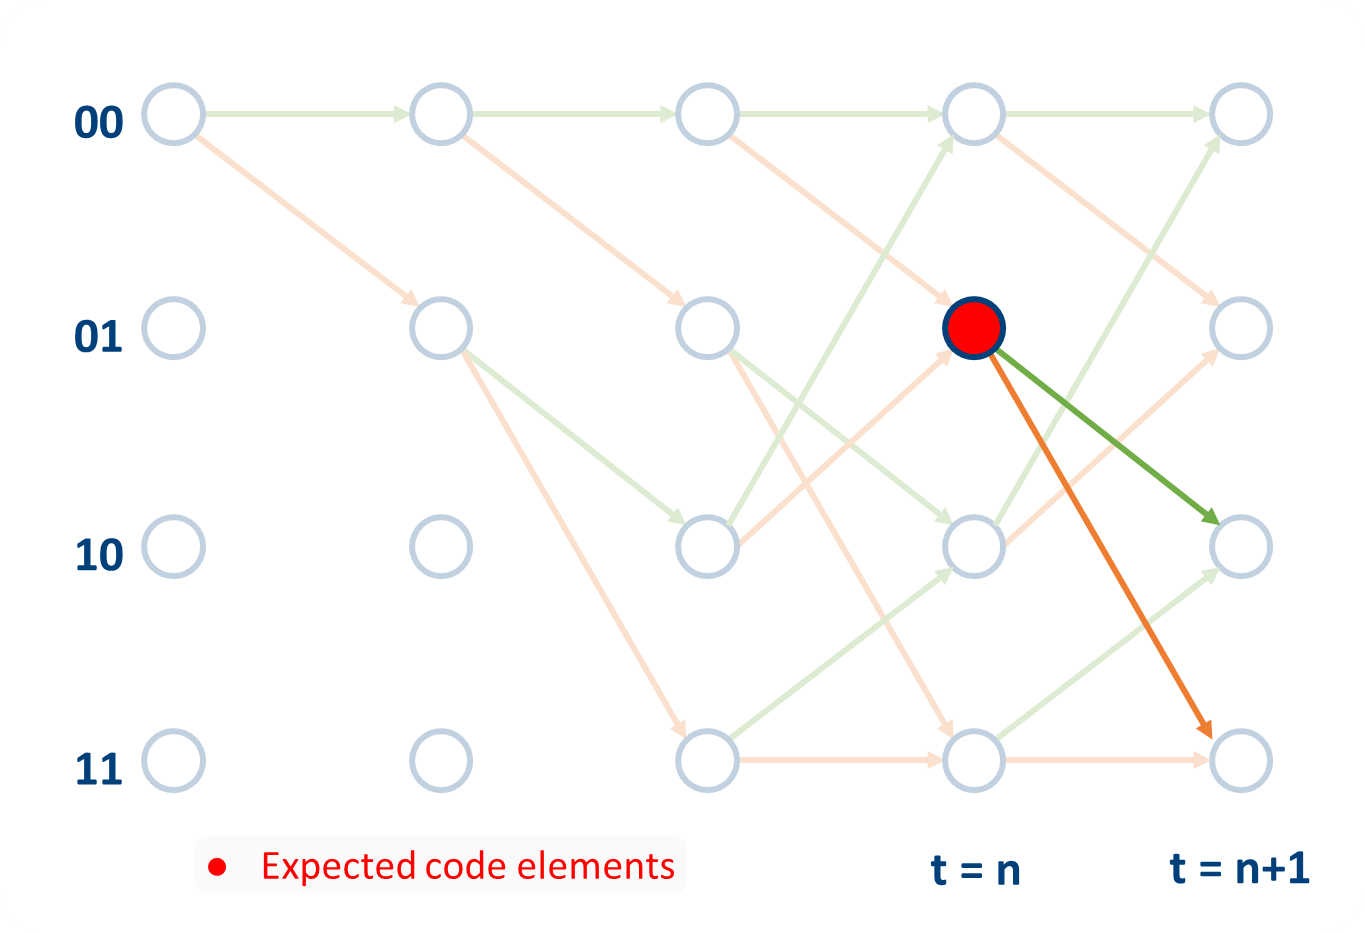 00
01
10
11
Expected code elements
t = n
t = n+1